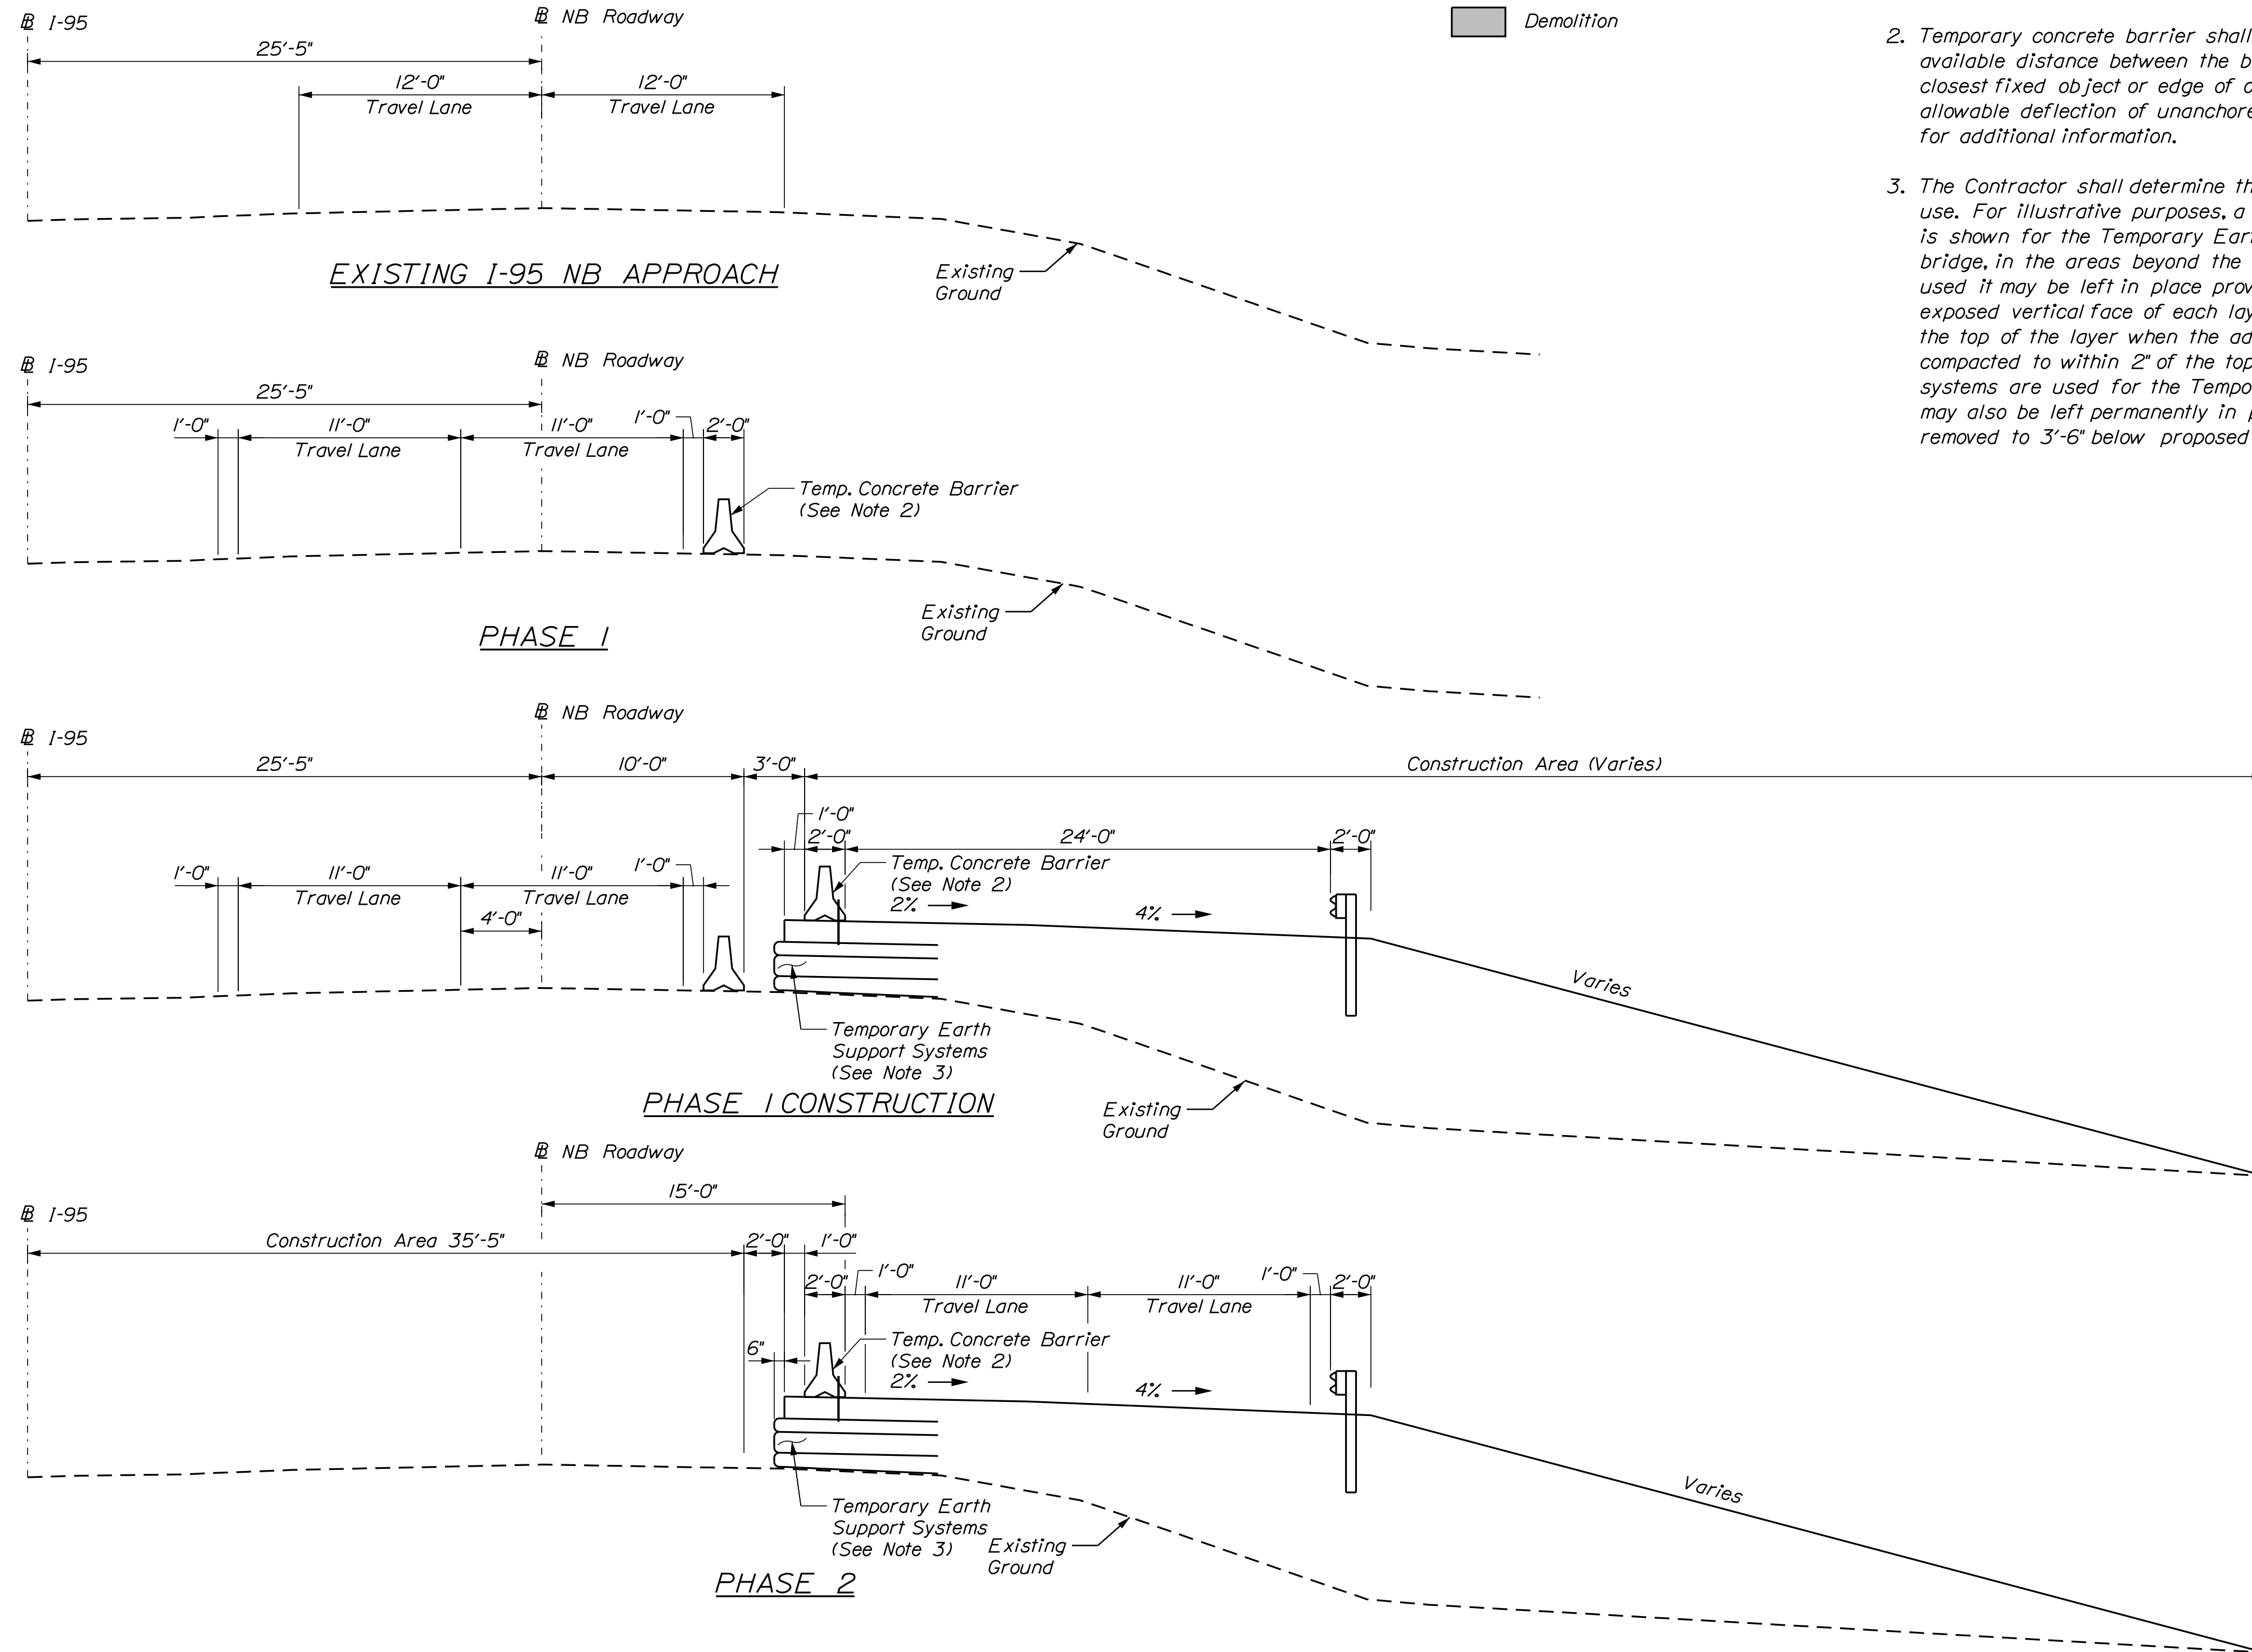 Demolition
2. Temporary concrete barrier shall
available distance between the b
closest fixed object or edge of
allowable deflection of unanchore
for additional information.
3. The Contractor shall determine th
use. For illustrative purposes, a
is shown for the Temporary Eart
bridge, in the areas beyond the
used it may be left in place prov
exposed vertical face of each lay
the top of the layer when the ad
compacted to within 2" of the top
systems are used for the Tempo
may also be left permanently in p
removed to 3'-6" below proposed
℄ I-95
℄ NB Roadway
25'-5"
12'-0"
Travel Lane
12'-0"
Travel Lane
Existing
Ground
EXISTING I-95 NB APPROACH
℄ I-95
℄ NB Roadway
25'-5"
1'-0"
11'-0"
Travel Lane
11'-0"
Travel Lane
1'-0"
2'-0"
Temp. Concrete Barrier
(See Note 2)
Existing
Ground
PHASE 1
℄ I-95
℄ NB Roadway
25'-5"
10'-0"
3'-0"
Construction Area (Varies)
1'-0"
2'-0"
24'-0"
2'-0"
1'-0"
11'-0"
Travel Lane
11'-0"
Travel Lane
1'-0"
4'-0"
Temp. Concrete Barrier
(See Note 2)
2%
4%
Varies
Temporary Earth
Support Systems
(See Note 3)
Existing
Ground
PHASE 1 CONSTRUCTION
℄ I-95
℄ NB Roadway
15'-0"
Construction Area 35'-5"
2'-0"
1'-0"
2'-0"
1'-0"
11'-0"
Travel Lane
11'-0"
Travel Lane
1'-0"
2'-0"
6"
Temp. Concrete Barrier
(See Note 2)
2%
4%
Varies
Temporary Earth
Support Systems
(See Note 3)
Existing
Ground
PHASE 2